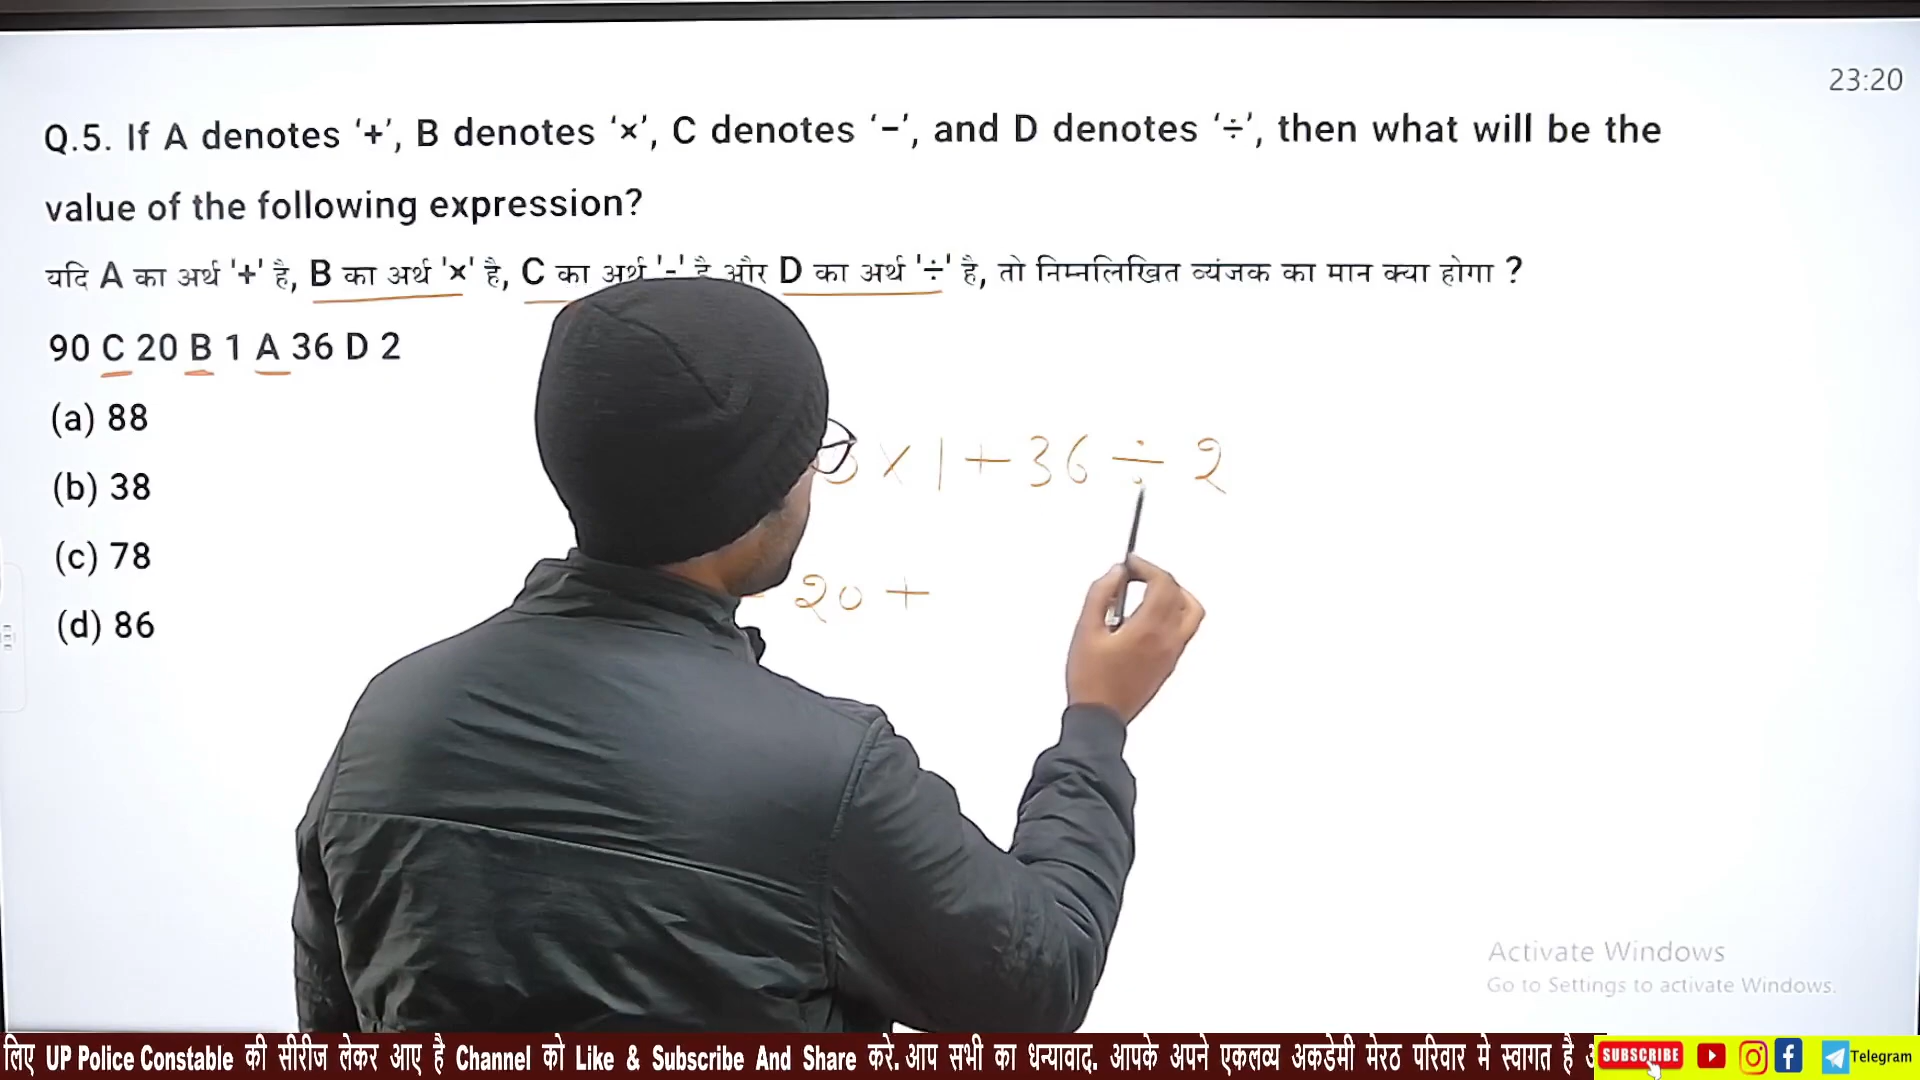 23:20
Q.5. If A denotes ‘+’, B denotes ‘×’, C denotes ‘−’, and D denotes ‘÷’, then what will be the
value of the following expression?
यदि A का अर्थ '+' है, B का अर्थ '×' है, C का अर्थ '-' है और D का अर्थ '÷' है, तो निम्नलिखित व्यंजक का मान क्या होगा ?
90 C 20 B 1 A 36 D 2
(a) 88
× 1 + 36 ÷ 2
(b) 38
(c) 78
20 +
(d) 86
Activate Windows
Go to Settings to activate Windows.
लिए UP Police Constable की सीरीज लेकर आए है Channel को Like & Subscribe And Share करे. आप सभी का धन्यावाद. आपके अपने एकलव्य अकडेमी मेरठ परिवार मे स्वागत है
SUBSCRIBE
Telegram